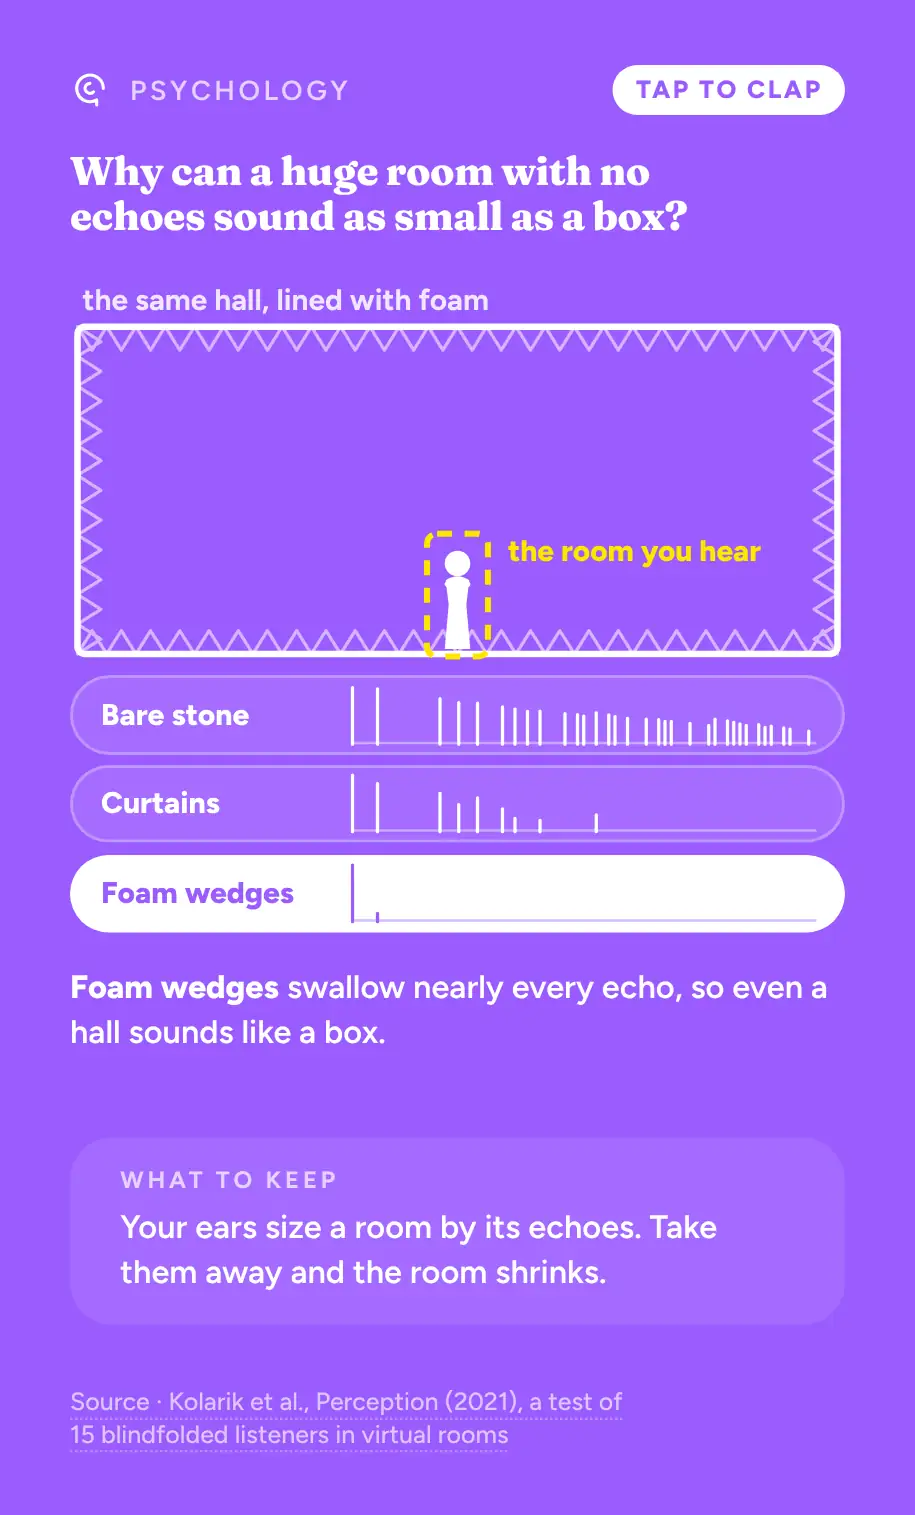 PSYCHOLOGY
TAP TO CLAP
Why can a huge room with no
echoes sound as small as a box?
the same hall, lined with foam
the room you hear
Bare stone
Curtains
Foam wedges
Foam wedges swallow nearly every echo, so even a
hall sounds like a box.
WHAT TO KEEP
Your ears size a room by its echoes. Take
them away and the room shrinks.
Source · Kolarik et al., Perception (2021), a test of
15 blindfolded listeners in virtual rooms